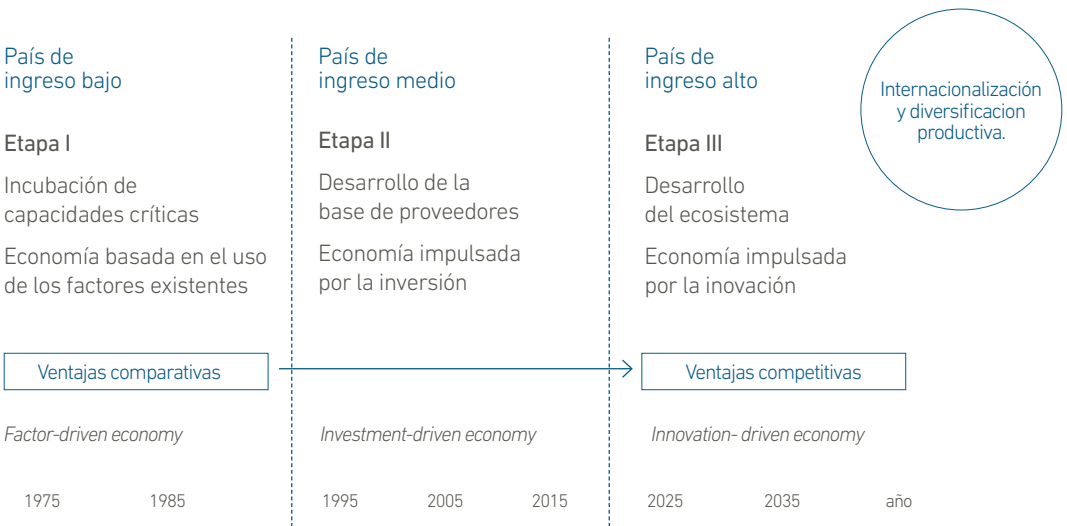 País de
ingreso bajo
Etapa I
Incubación de
capacidades críticas
Economía basada en el uso
de los factores existentes
Ventajas comparativas
Factor-driven economy
1975
1985
País de
ingreso medio
Etapa II
Desarrollo de la
base de proveedores
Economía impulsada
por la inversión
Investment-driven economy
1995
2005
2015
País de
ingreso alto
Etapa III
Desarrollo
del ecosistema
Economía impulsada
por la inovación
Ventajas competitivas
Innovation- driven economy
2025
2035
año
Internacionalización
y diversificacion
productiva.